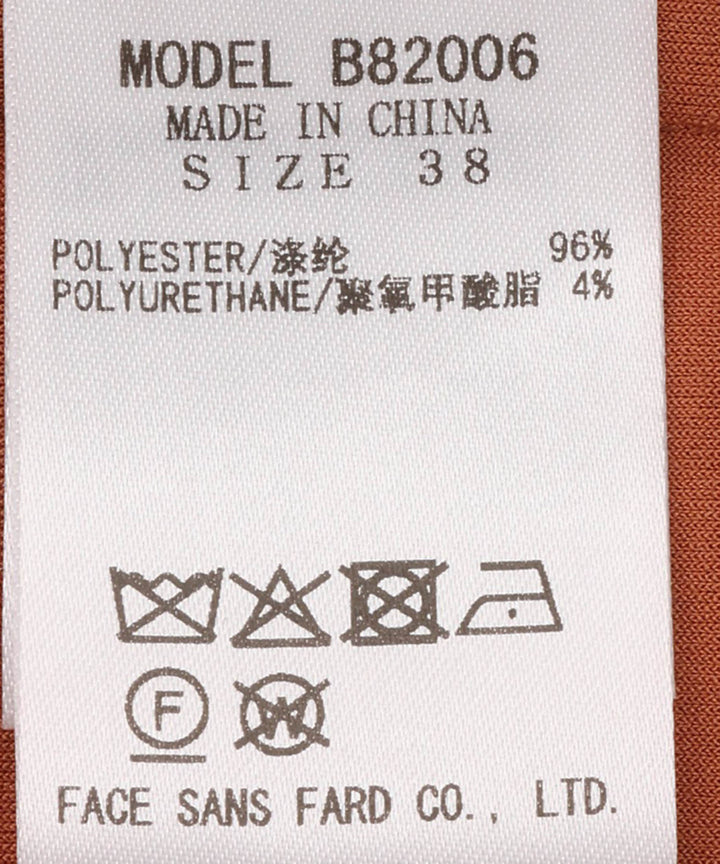 MODEL B82006
MADE IN CHINA
SIZE 38
POLYESTER/涤纶 96%
POLYURETHANE/聚氨甲酸脂 4%
F
W
FACE SANS FARD CO., LTD.